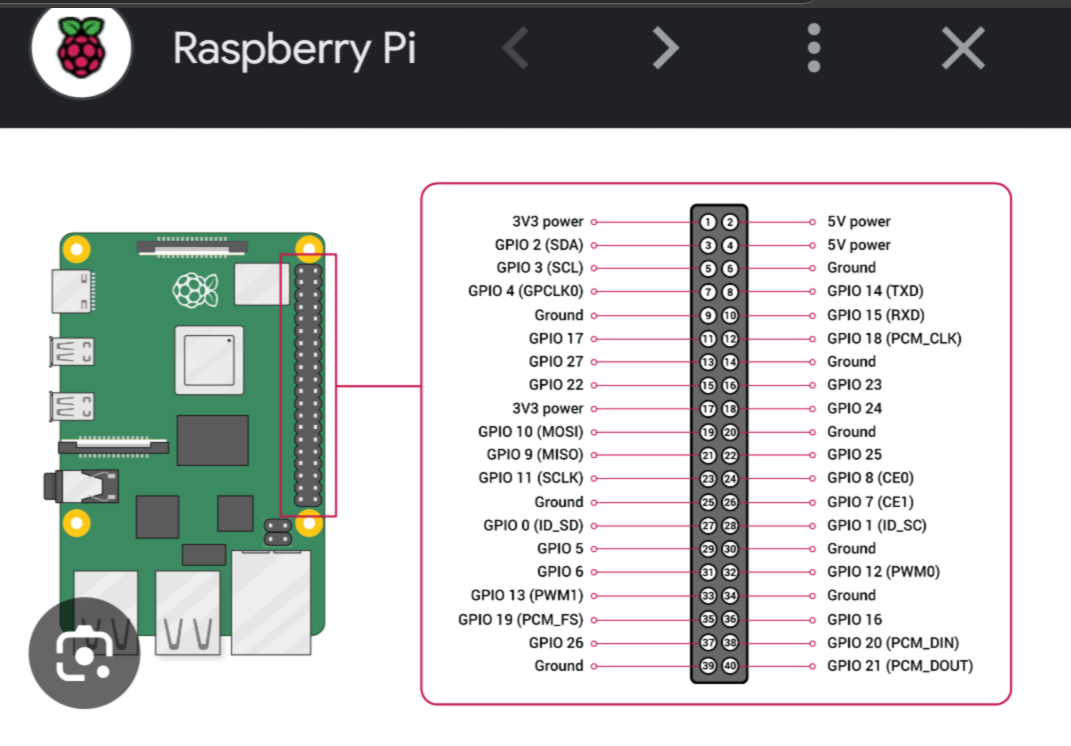 Raspberry Pi
3V3 power 1 2 5V power
GPIO 2 (SDA) 3 4 5V power
GPIO 3 (SCL) 5 6 Ground
GPIO 4 (GPCLK0) 7 8 GPIO 14 (TXD)
Ground 9 10 GPIO 15 (RXD)
GPIO 17 11 12 GPIO 18 (PCM_CLK)
GPIO 27 13 14 Ground
GPIO 22 15 16 GPIO 23
3V3 power 17 18 GPIO 24
GPIO 10 (MOSI) 19 20 Ground
GPIO 9 (MISO) 21 22 GPIO 25
GPIO 11 (SCLK) 23 24 GPIO 8 (CE0)
Ground 25 26 GPIO 7 (CE1)
GPIO 0 (ID_SD) 27 28 GPIO 1 (ID_SC)
GPIO 5 29 30 Ground
GPIO 6 31 32 GPIO 12 (PWM0)
GPIO 13 (PWM1) 33 34 Ground
GPIO 19 (PCM_FS) 35 36 GPIO 16
GPIO 26 37 38 GPIO 20 (PCM_DIN)
Ground 39 40 GPIO 21 (PCM_DOUT)